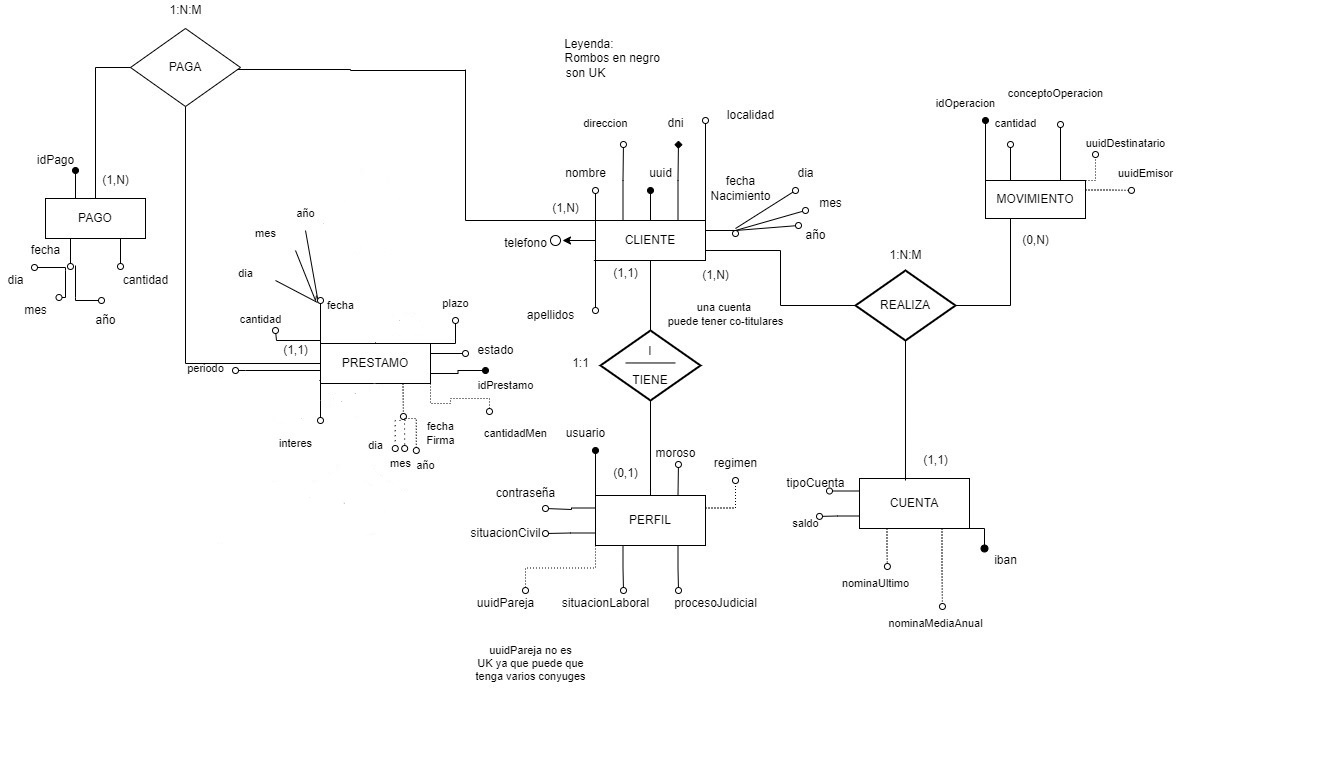 1:N:M
PAGA
Leyenda:
Rombos en negro
son UK
idPago
(1,N)
PAGO
fecha
dia
mes
año
cantidad
año
mes
dia
fecha
cantidad
(1,1)
periodo
PRESTAMO
plazo
estado
idPrestamo
cantidadMen
interes
fecha
Firma
dia
mes
año
direccion
dni
localidad
nombre
uuid
fecha
Nacimiento
dia
mes
año
(1,N)
telefono
CLIENTE
(1,1)
(1,N)
apellidos
una cuenta
puede tener co-titulares
1:1
I
TIENE
usuario
(0,1)
moroso
regimen
contraseña
situacionCivil
PERFIL
uuidPareja
situacionLaboral
procesoJudicial
uuidPareja no es
UK ya que puede que
tenga varios conyuges
idOperacion
conceptoOperacion
cantidad
uuidDestinatario
uuidEmisor
MOVIMIENTO
(0,N)
1:N:M
REALIZA
(1,1)
tipoCuenta
saldo
CUENTA
iban
nominaUltimo
nominaMediaAnual